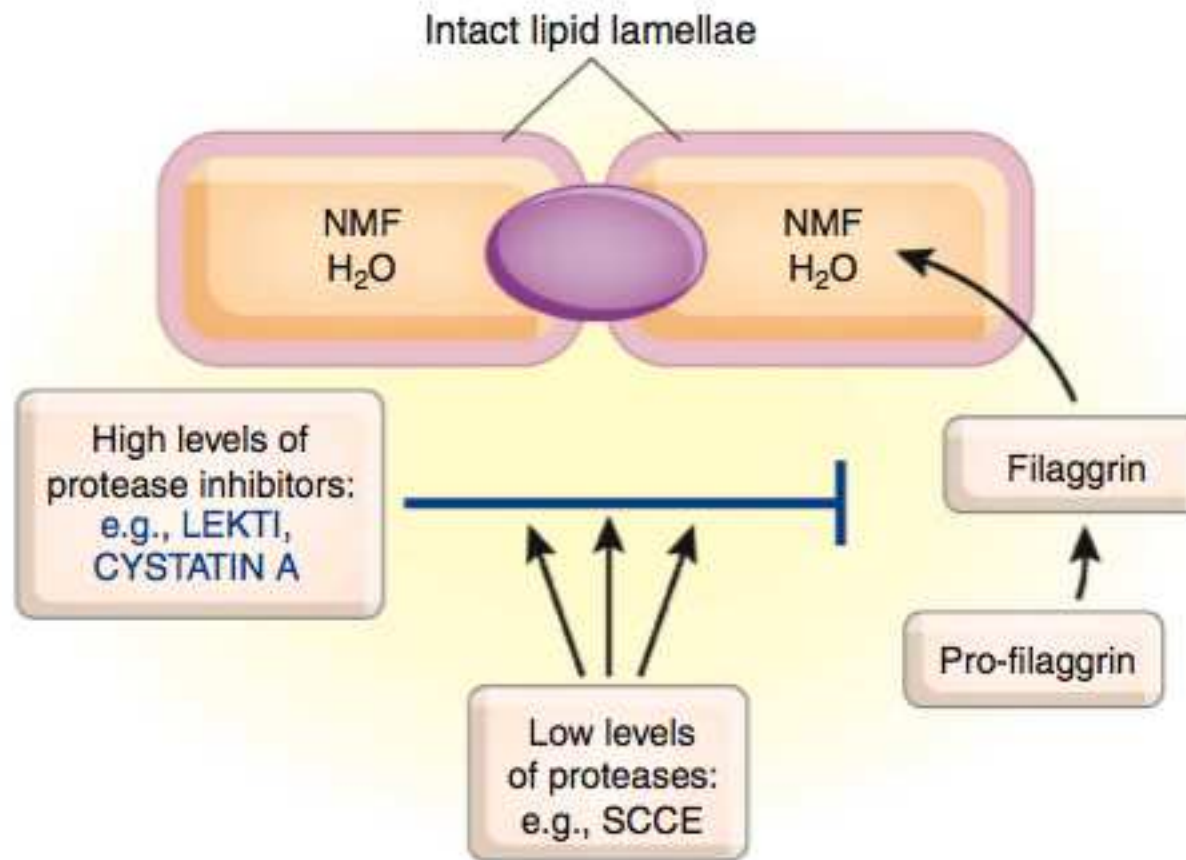 Intact lipid lamellae
NMF
H₂O
NMF
H₂O
High levels of
protease inhibitors:
e.g., LEKTI,
CYSTATIN A
Filaggrin
Pro-filaggrin
Low levels
of proteases:
e.g., SCCE